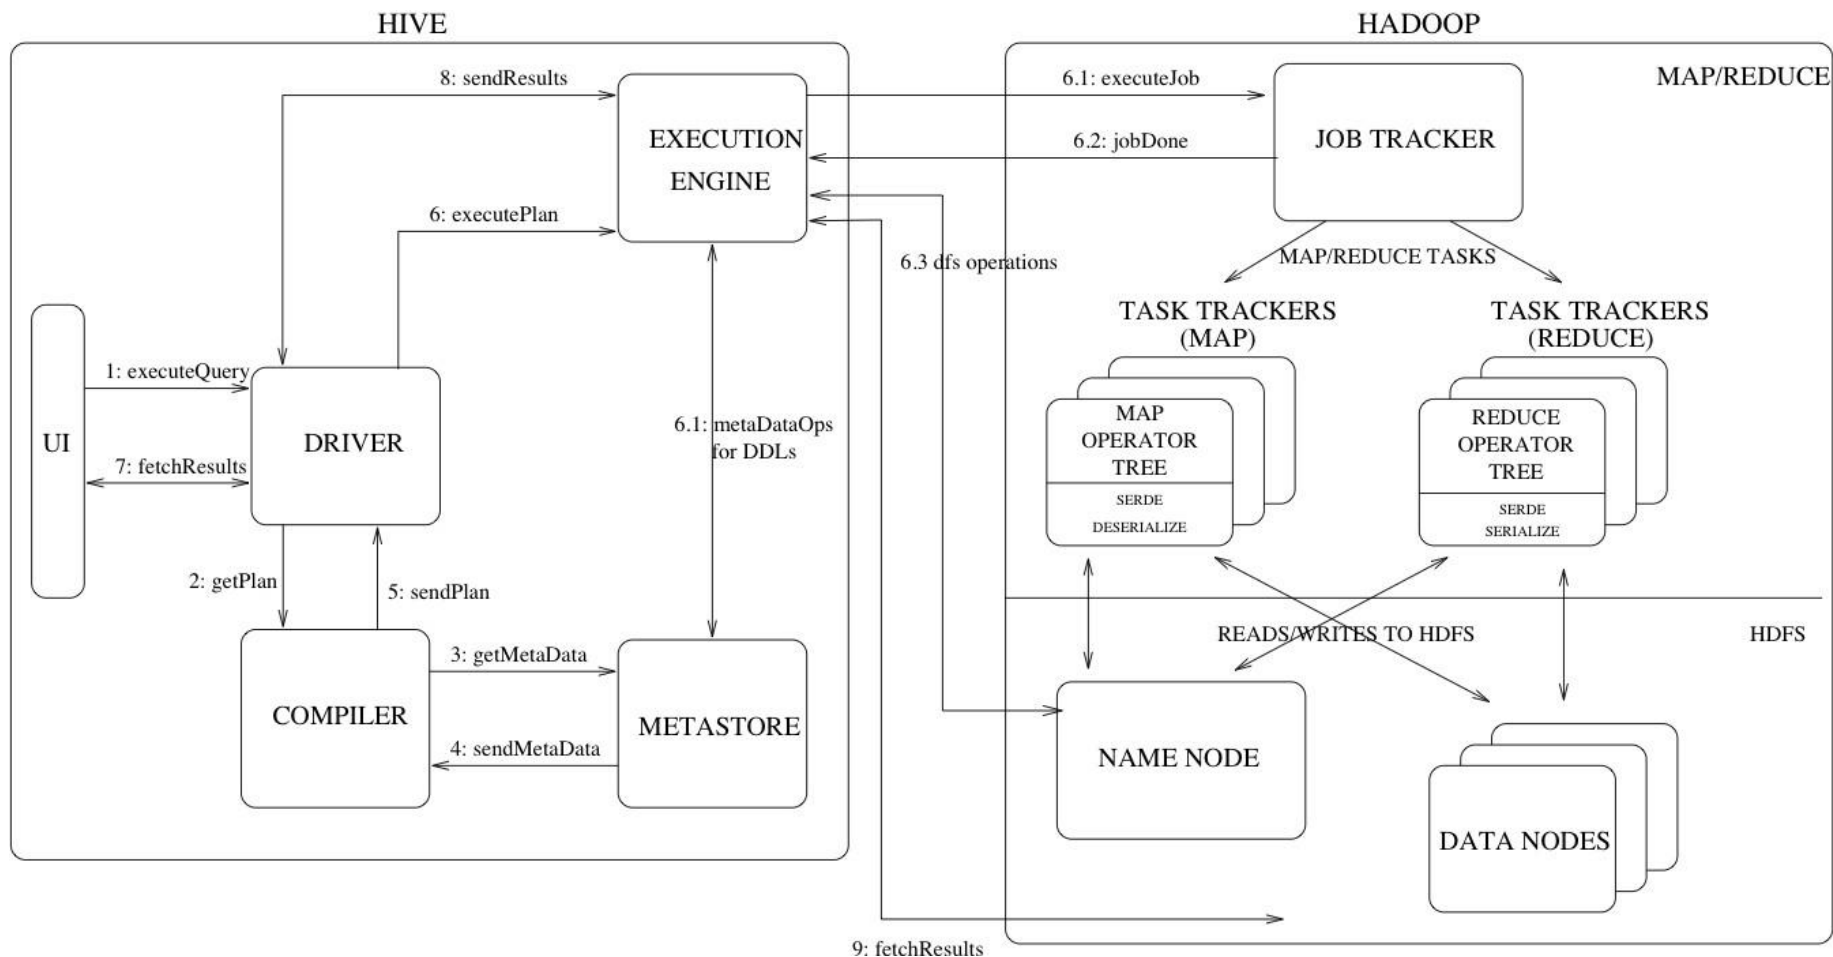 HIVE
HADOOP
8: sendResults
6.1: executeJob
MAP/REDUCE
EXECUTION
ENGINE
6.2: jobDone
JOB TRACKER
6: executePlan
6.3 dfs operations
MAP/REDUCE TASKS
TASK TRACKERS
(MAP)
TASK TRACKERS
(REDUCE)
1: executeQuery
UI
DRIVER
7: fetchResults
6.1: metaDataOps
for DDLs
MAP
OPERATOR
TREE
SERDE
DESERIALIZE
REDUCE
OPERATOR
TREE
SERDE
SERIALIZE
2: getPlan
5: sendPlan
READS/WRITES TO HDFS
HDFS
3: getMetaData
COMPILER
METASTORE
4: sendMetaData
NAME NODE
DATA NODES
9: fetchResults